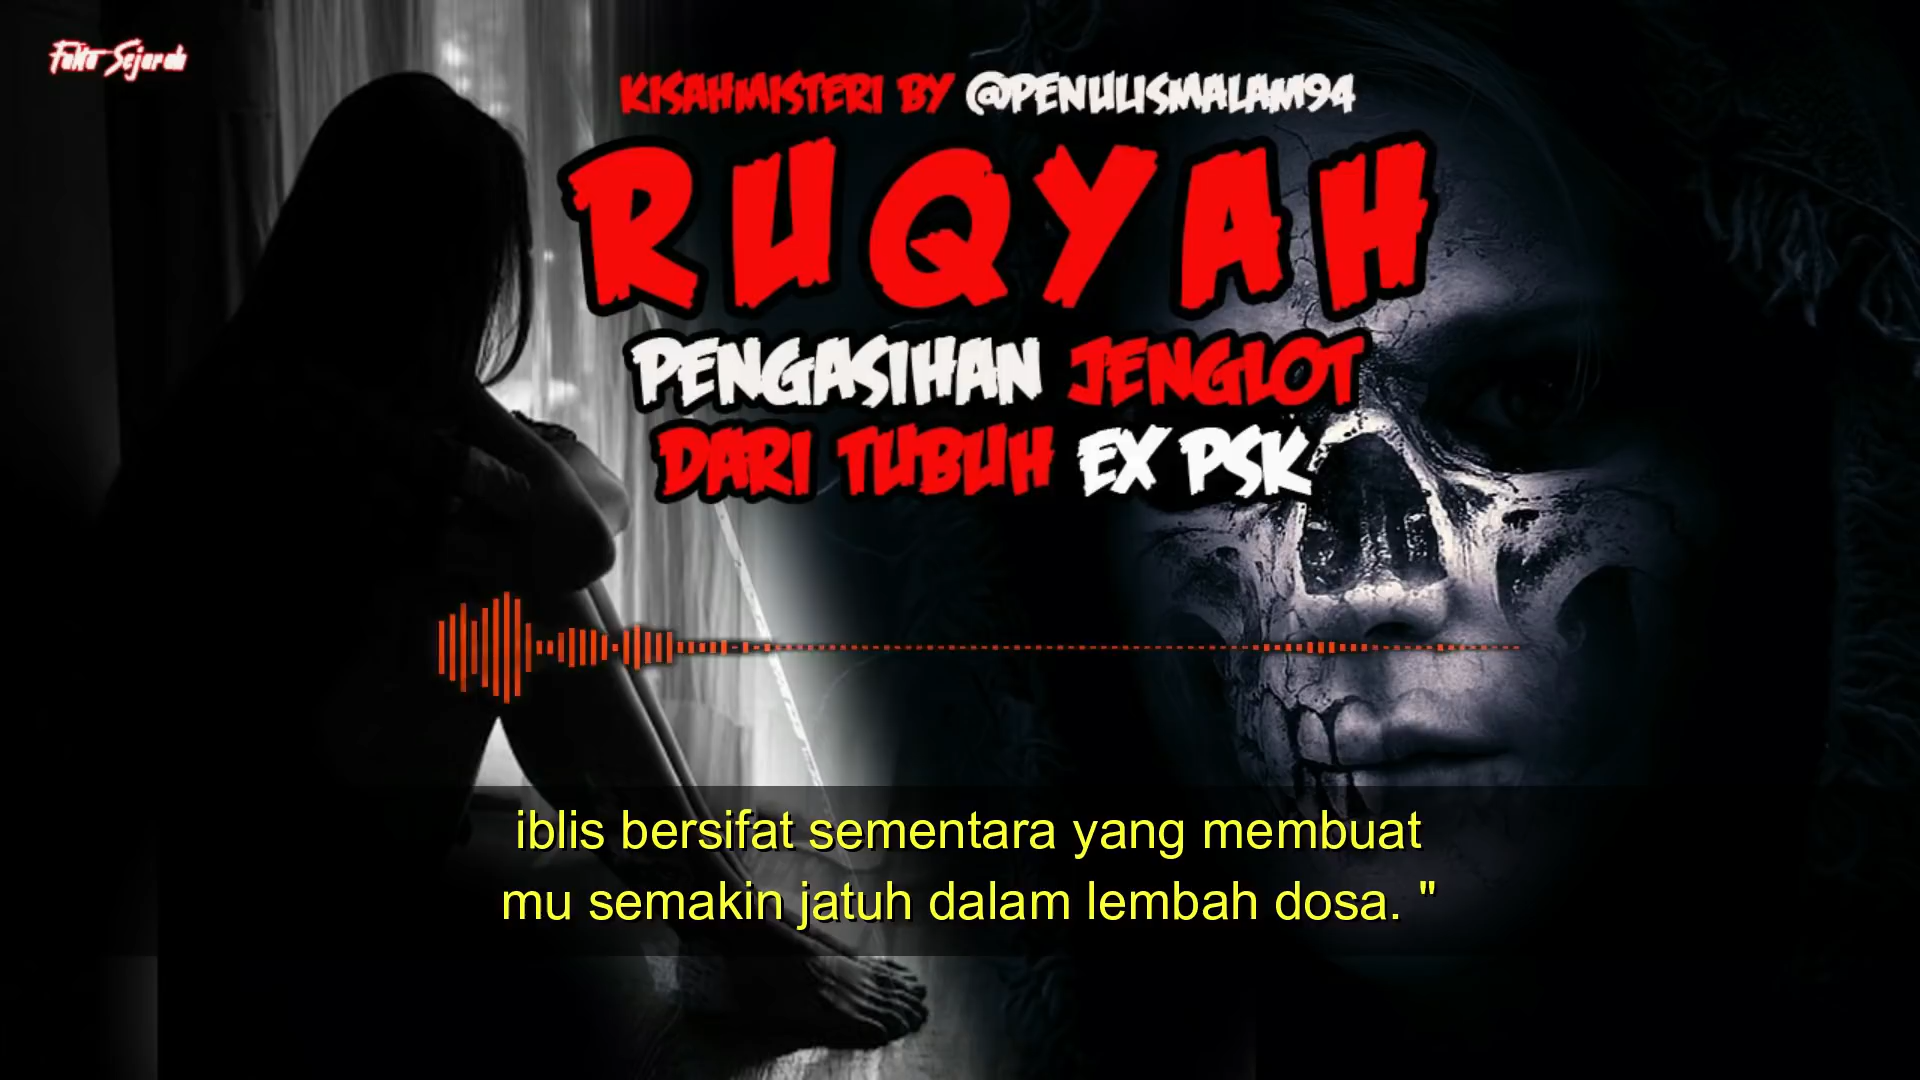 Fakta Sejarah
KISAHMISTERI BY @PENULISMALAM94
RUQYAH
PENGASIHAN JENGLOT
DARI TUBUH EX PSK
iblis bersifat sementara yang membuat
mu semakin jatuh dalam lembah dosa. "